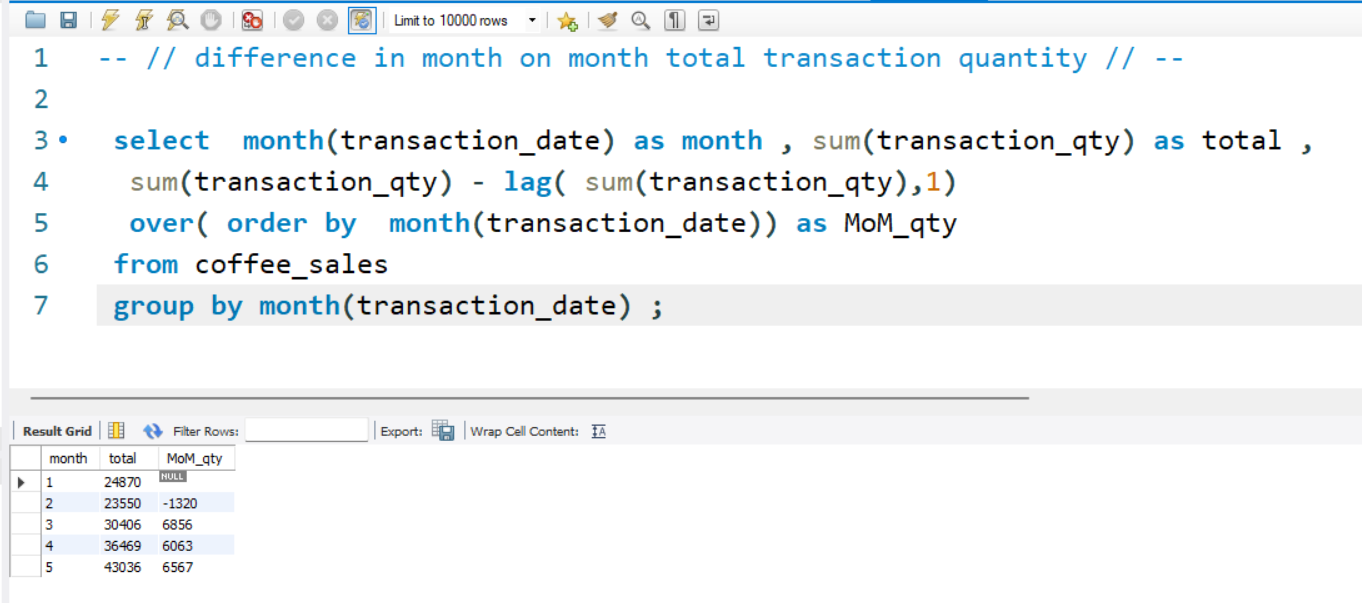 Limit to 10000 rows
1 -- // difference in month on month total transaction quantity // --
2
3 select month(transaction_date) as month , sum(transaction_qty) as total ,
4 sum(transaction_qty) - lag( sum(transaction_qty),1)
5 over( order by month(transaction_date)) as MoM_qty
6 from coffee_sales
7 group by month(transaction_date) ;
Result Grid Filter Rows: Export: Wrap Cell Content: IA
month total MoM_qty
1 24870 NULL
2 23550 -1320
3 30406 6856
4 36469 6063
5 43036 6567